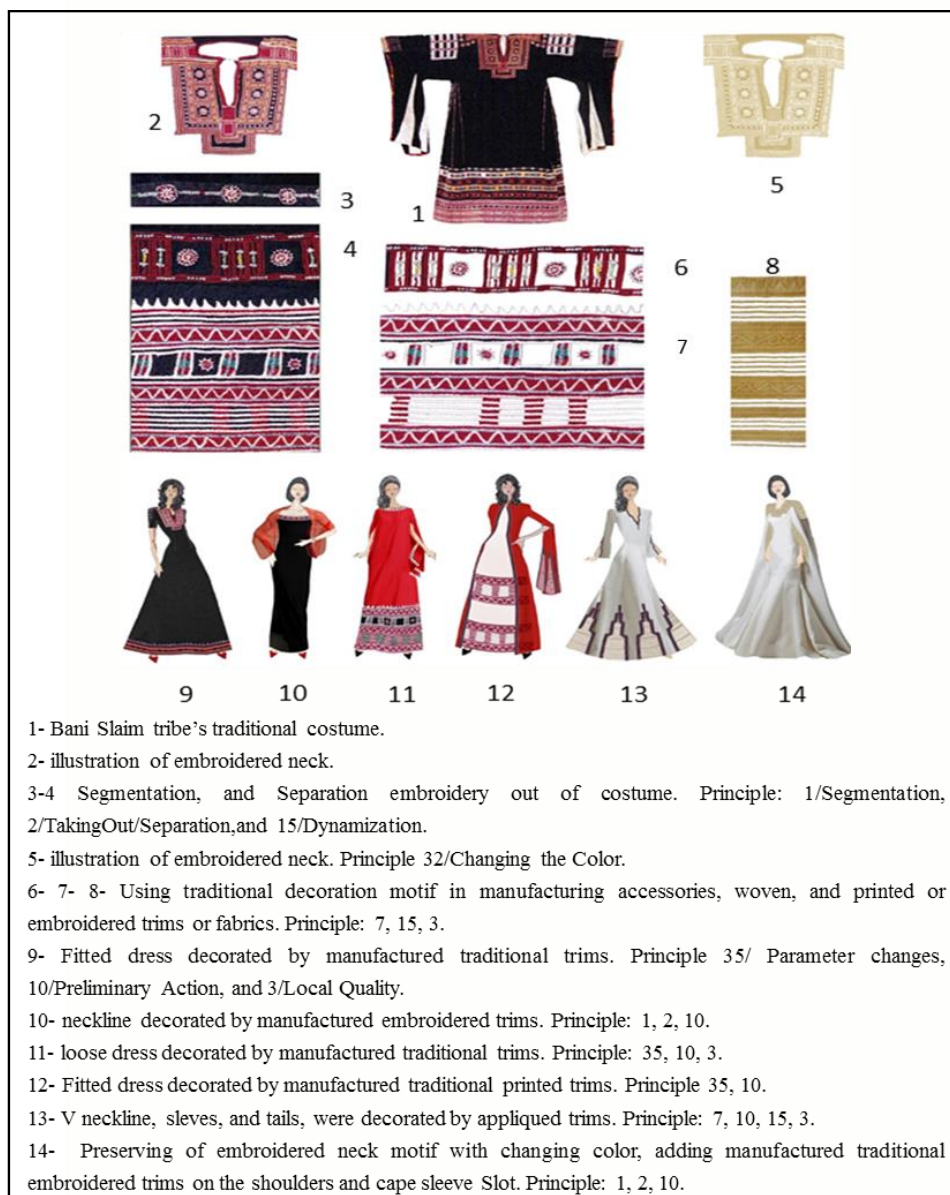 2
1
5
3
4
6
8
7
9 10 11 12 13 14
1- Bani Slaim tribe’s traditional costume.
2- illustration of embroidered neck.
3-4 Segmentation, and Separation embroidery out of costume. Principle: 1/Segmentation,
2/TakingOut/Separation,and 15/Dynamization.
5- illustration of embroidered neck. Principle 32/Changing the Color.
6- 7- 8- Using traditional decoration motif in manufacturing accessories, woven, and printed or
embroidered trims or fabrics. Principle: 7, 15, 3.
9- Fitted dress decorated by manufactured traditional trims. Principle 35/ Parameter changes,
10/Preliminary Action, and 3/Local Quality.
10- neckline decorated by manufactured embroidered trims. Principle: 1, 2, 10.
11- loose dress decorated by manufactured traditional trims. Principle: 35, 10, 3.
12- Fitted dress decorated by manufactured traditional printed trims. Principle 35, 10.
13- V neckline, sleves, and tails, were decorated by appliqued trims. Principle: 7, 10, 15, 3.
14- Preserving of embroidered neck motif with changing color, adding manufactured traditional
embroidered trims on the shoulders and cape sleeve Slot. Principle: 1, 2, 10.